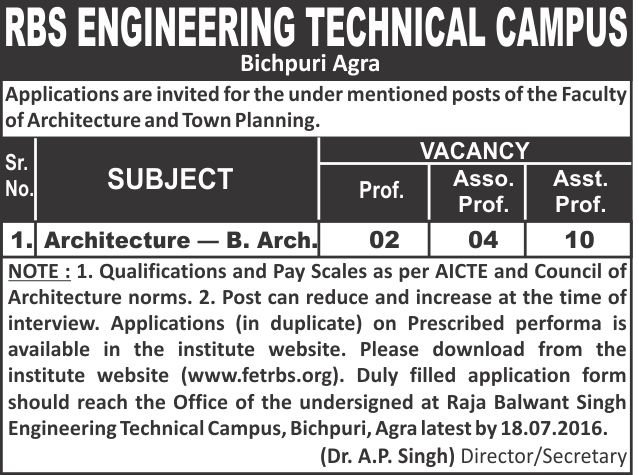 RBS ENGINEERING TECHNICAL CAMPUS
Bichpuri Agra
Applications are invited for the under mentioned posts of the Faculty
of Architecture and Town Planning.
Sr. No. SUBJECT VACANCY
Prof. Asso. Prof. Asst. Prof.
1. Architecture — B. Arch. 02 04 10
NOTE : 1. Qualifications and Pay Scales as per AICTE and Council of
Architecture norms. 2. Post can reduce and increase at the time of
interview. Applications (in duplicate) on Prescribed performa is
available in the institute website. Please download from the
institute website (www.fetrbs.org). Duly filled application form
should reach the Office of the undersigned at Raja Balwant Singh
Engineering Technical Campus, Bichpuri, Agra latest by 18.07.2016.
(Dr. A.P. Singh) Director/Secretary